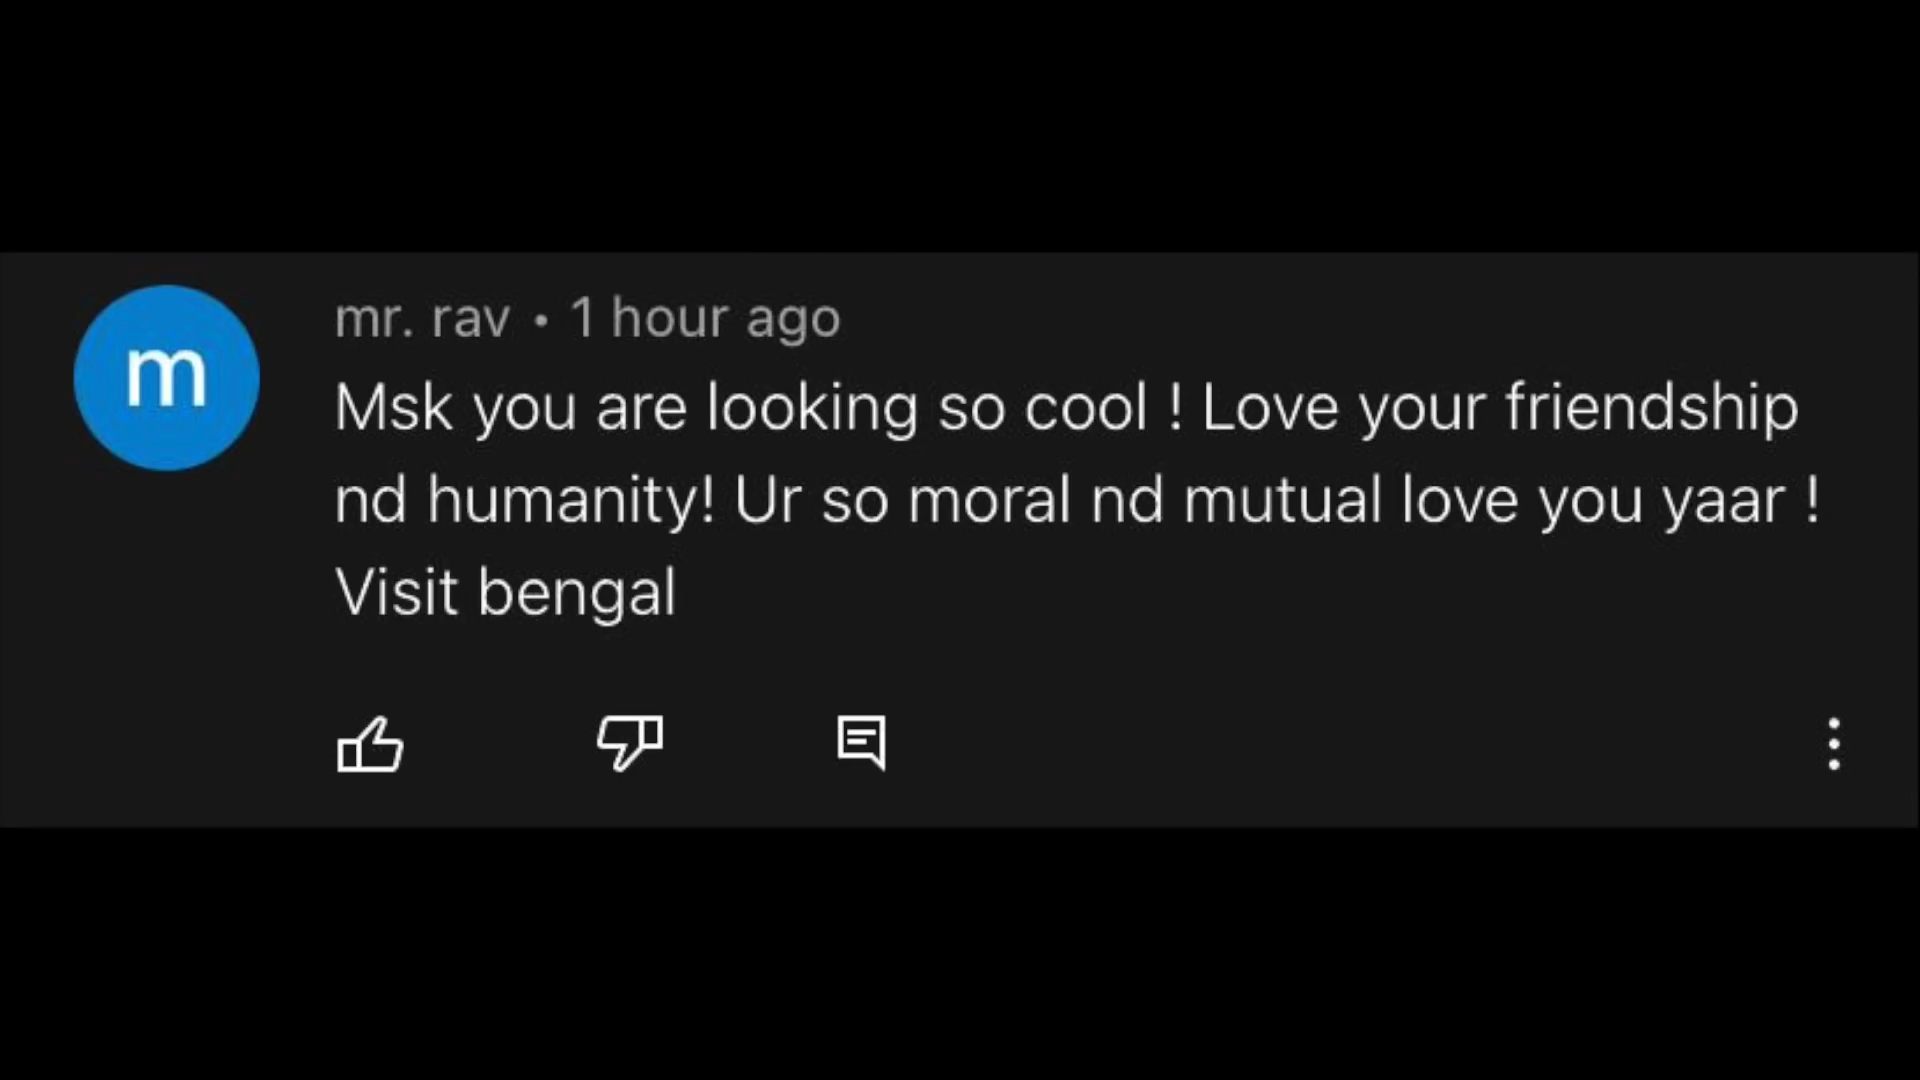 m
mr. rav • 1 hour ago
Msk you are looking so cool ! Love your friendship
nd humanity! Ur so moral nd mutual love you yaar !
Visit bengal